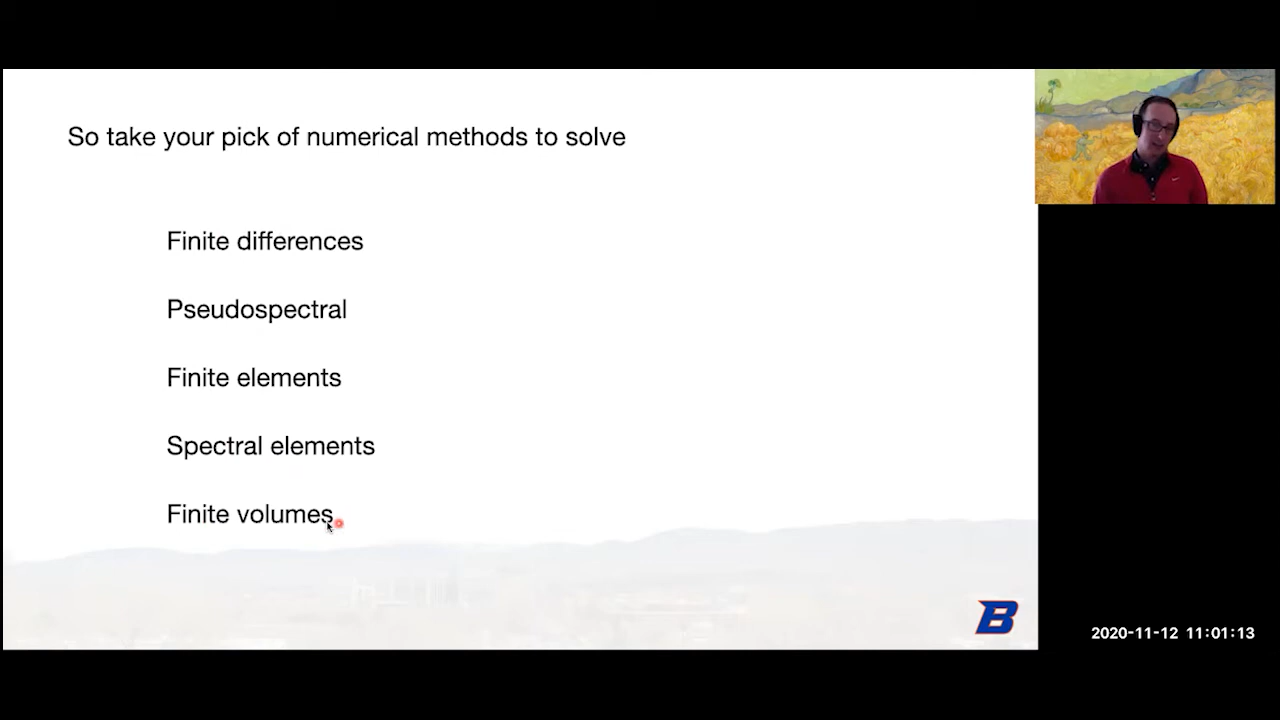 So take your pick of numerical methods to solve
Finite differences
Pseudospectral
Finite elements
Spectral elements
Finite volumes
B
2020-11-12 11:01:13